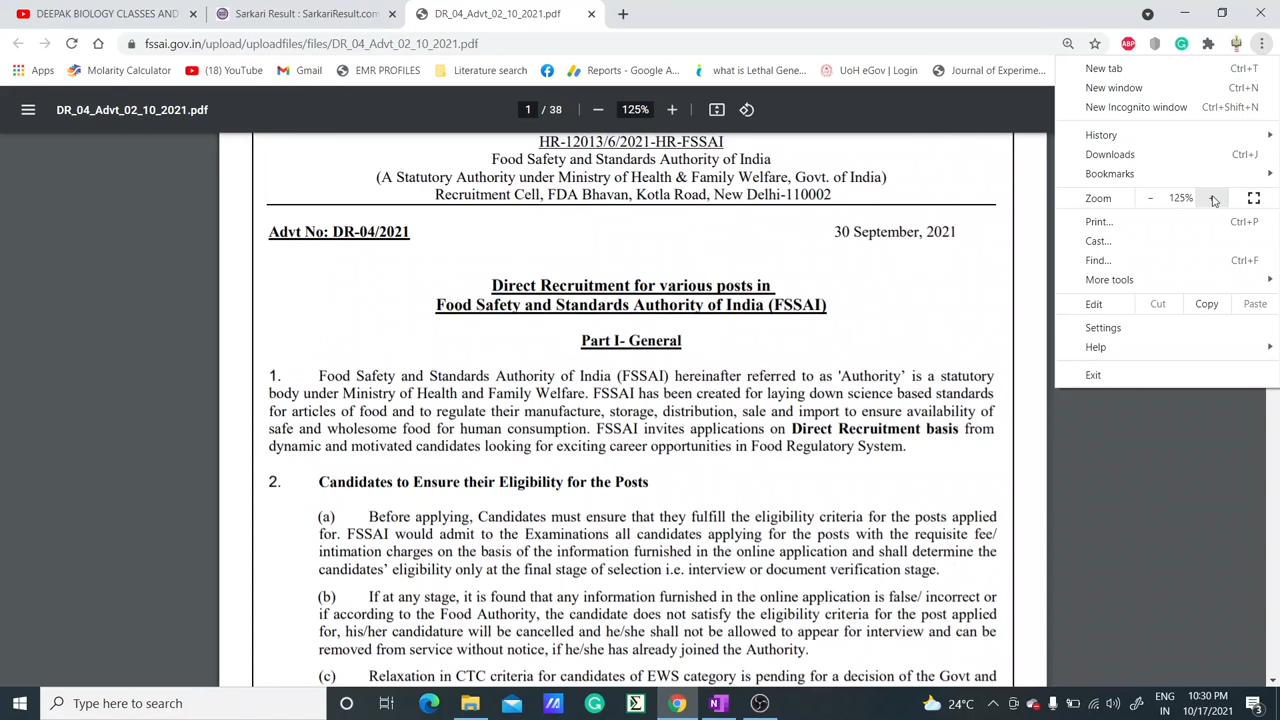 DEEPAK BIOLOGY CLASSES AND
Sarkari Result : SarkariResult.com
DR_04_Advt_02_10_2021.pdf
fssai.gov.in/upload/uploadfiles/files/DR_04_Advt_02_10_2021.pdf
ABP
Apps
Molarity Calculator
(18) YouTube
Gmail
EMR PROFILES
Literature search
Reports - Google A...
what is Lethal Gene...
UoH eGov | Login
Journal of Experime...
DR_04_Advt_02_10_2021.pdf
1 / 38
125%
HR-12013/6/2021-HR-FSSAI
Food Safety and Standards Authority of India
(A Statutory Authority under Ministry of Health & Family Welfare, Govt. of India)
Recruitment Cell, FDA Bhavan, Kotla Road, New Delhi-110002
Advt No: DR-04/2021 30 September, 2021
Direct Recruitment for various posts in
Food Safety and Standards Authority of India (FSSAI)
Part I- General
1. Food Safety and Standards Authority of India (FSSAI) hereinafter referred to as 'Authority' is a statutory
body under Ministry of Health and Family Welfare. FSSAI has been created for laying down science based standards
for articles of food and to regulate their manufacture, storage, distribution, sale and import to ensure availability of
safe and wholesome food for human consumption. FSSAI invites applications on Direct Recruitment basis from
dynamic and motivated candidates looking for exciting career opportunities in Food Regulatory System.
2. Candidates to Ensure their Eligibility for the Posts
(a) Before applying, Candidates must ensure that they fulfill the eligibility criteria for the posts applied
for. FSSAI would admit to the Examinations all candidates applying for the posts with the requisite fee/
intimation charges on the basis of the information furnished in the online application and shall determine the
candidates' eligibility only at the final stage of selection i.e. interview or document verification stage.
(b) If at any stage, it is found that any information furnished in the online application is false/ incorrect or
if according to the Food Authority, the candidate does not satisfy the eligibility criteria for the post applied
for, his/her candidature will be cancelled and he/she shall not be allowed to appear for interview and can be
removed from service without notice, if he/she has already joined the Authority.
(c) Relaxation in CTC criteria for candidates of EWS category is pending for a decision of the Govt and
New tab Ctrl+T
New window Ctrl+N
New Incognito window Ctrl+Shift+N
History
Downloads Ctrl+J
Bookmarks
Zoom - 125% +
Print... Ctrl+P
Cast...
Find... Ctrl+F
More tools
Edit Cut Copy Paste
Settings
Help
Exit
Type here to search
24°C
ENG
IN
10:30 PM
10/17/2021
3